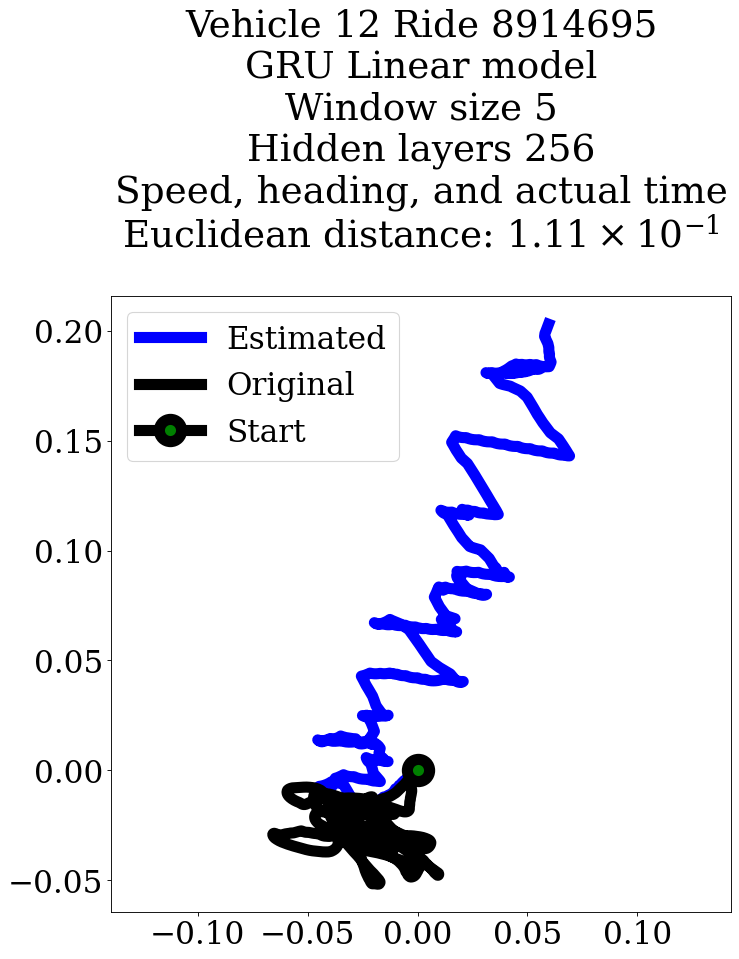 Vehicle 12 Ride 8914695
GRU Linear model
Window size 5
Hidden layers 256
Speed, heading, and actual time
Euclidean distance: 1.11 × 10⁻¹
Estimated
Original
Start
0.20
0.15
0.10
0.05
0.00
−0.05
−0.10 −0.05 0.00 0.05 0.10